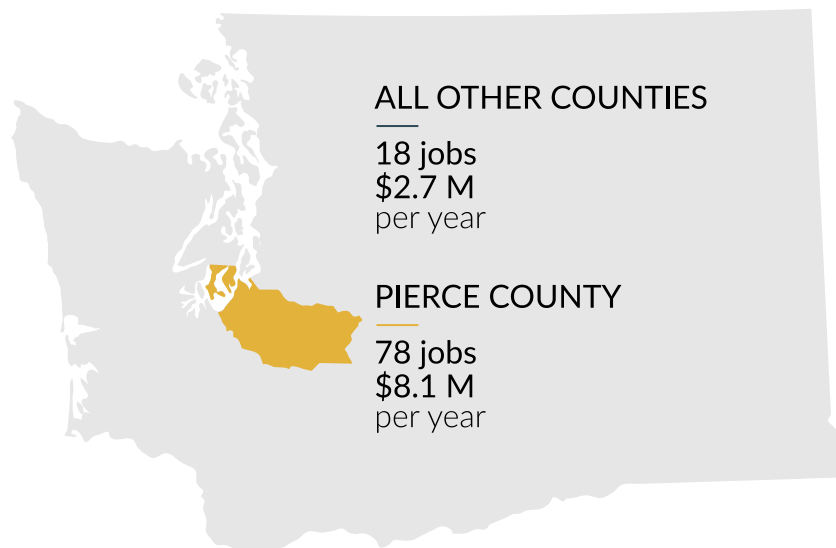 ALL OTHER COUNTIES
18 jobs
$2.7 M
per year
PIERCE COUNTY
78 jobs
$8.1 M
per year